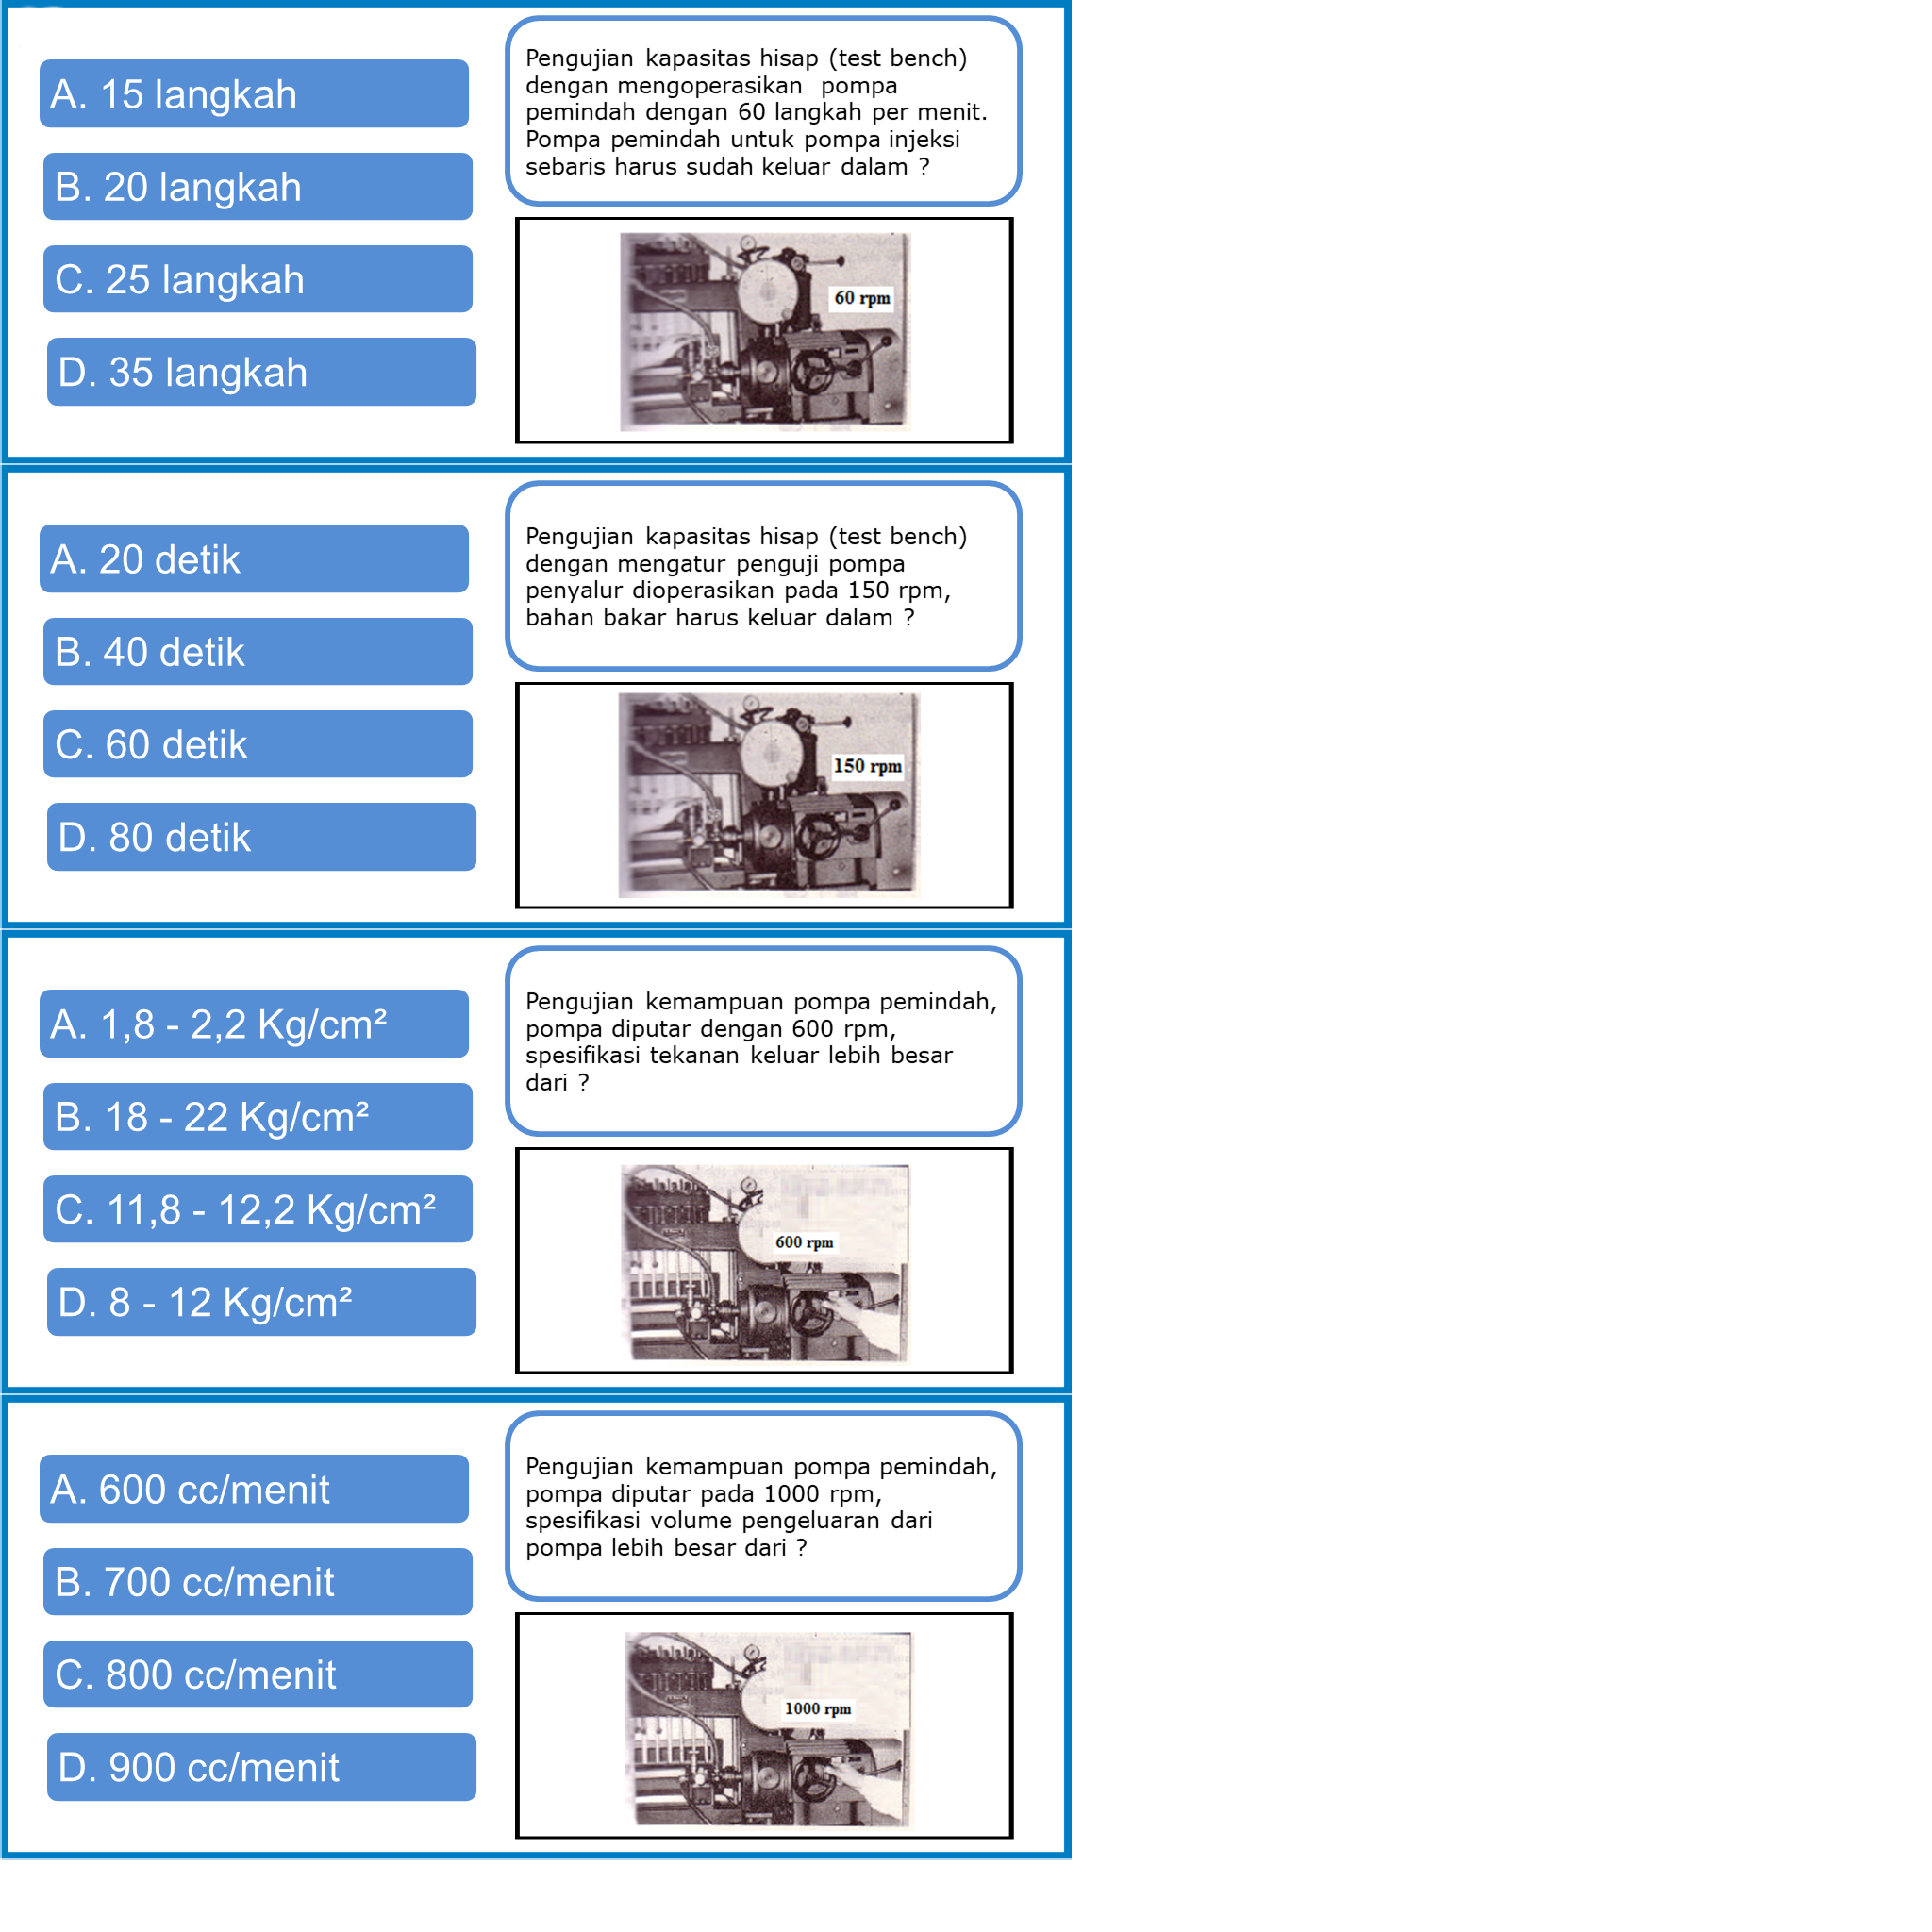 A. 15 langkah
B. 20 langkah
C. 25 langkah
D. 35 langkah
Pengujian kapasitas hisap (test bench)
dengan mengoperasikan pompa
pemindah dengan 60 langkah per menit.
Pompa pemindah untuk pompa injeksi
sebaris harus sudah keluar dalam ?
60 rpm
A. 20 detik
B. 40 detik
C. 60 detik
D. 80 detik
Pengujian kapasitas hisap (test bench)
dengan mengatur penguji pompa
penyalur dioperasikan pada 150 rpm,
bahan bakar harus keluar dalam ?
150 rpm
A. 1,8 - 2,2 Kg/cm²
B. 18 - 22 Kg/cm²
C. 11,8 - 12,2 Kg/cm²
D. 8 - 12 Kg/cm²
Pengujian kemampuan pompa pemindah,
pompa diputar dengan 600 rpm,
spesifikasi tekanan keluar lebih besar
dari ?
600 rpm
A. 600 cc/menit
B. 700 cc/menit
C. 800 cc/menit
D. 900 cc/menit
Pengujian kemampuan pompa pemindah,
pompa diputar pada 1000 rpm,
spesifikasi volume pengeluaran dari
pompa lebih besar dari ?
1000 rpm